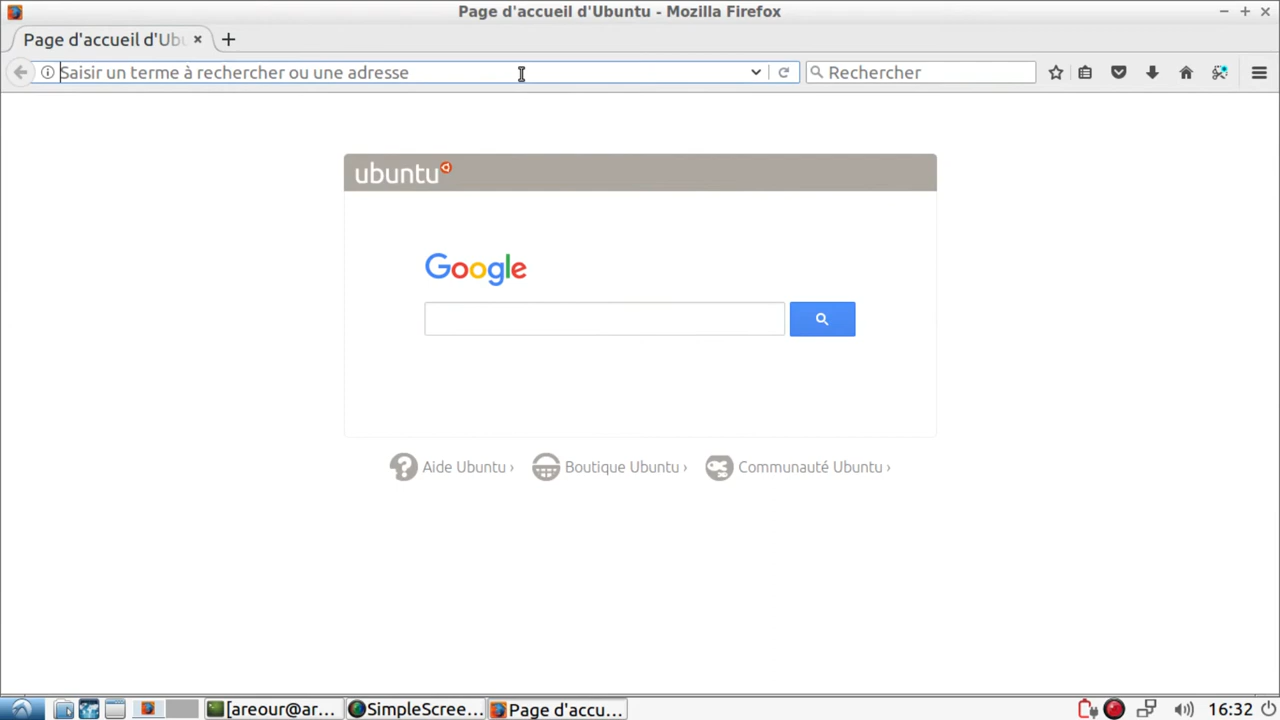 Page d'accueil d'Ubuntu - Mozilla Firefox
Page d'accueil d'Ubu
Saisir un terme à rechercher ou une adresse
Rechercher
ubuntu
Google
Aide Ubuntu ›
Boutique Ubuntu ›
Communauté Ubuntu ›
[areour@ar...
SimpleScree...
Page d'accu...
16:32